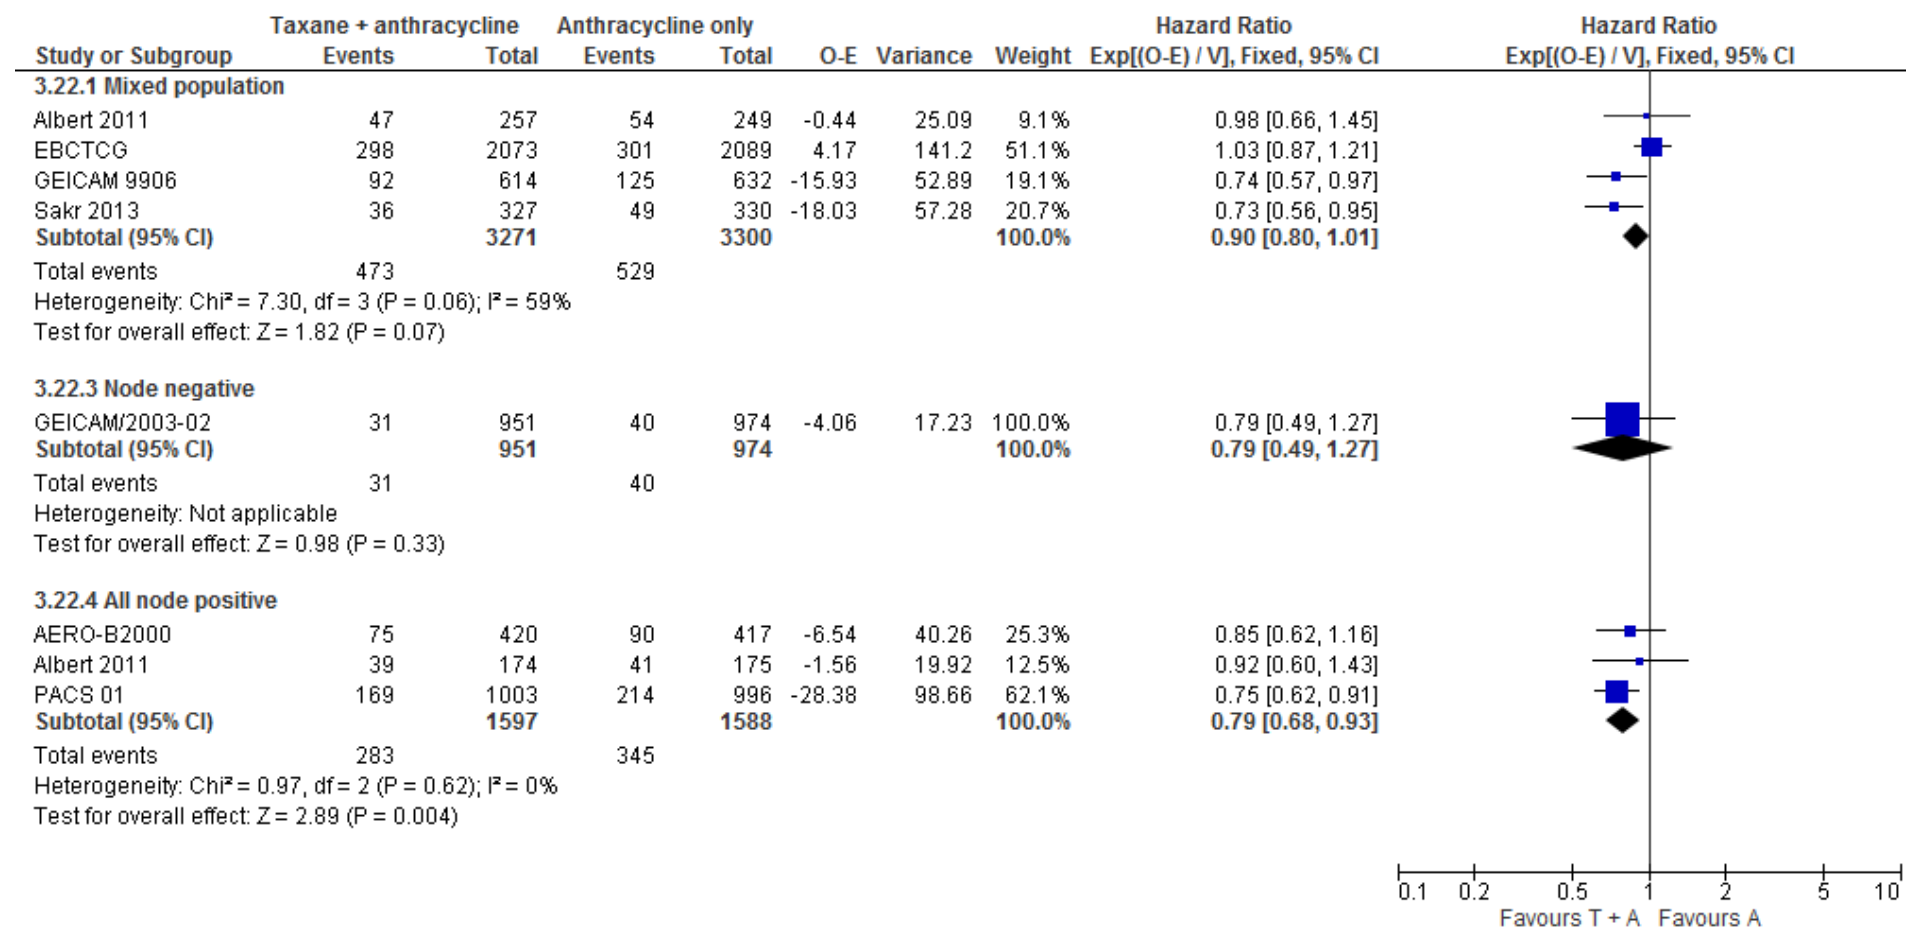 Taxane + anthracycline Anthracycline only Hazard Ratio Hazard Ratio
Study or Subgroup Events Total Events Total O-E Variance Weight Exp[(O-E) / V], Fixed, 95% CI Exp[(O-E) / V], Fixed, 95% CI
3.22.1 Mixed population
Albert 2011 47 257 54 249 -0.44 25.09 9.1% 0.98 [0.66, 1.45]
EBCTCG 298 2073 301 2089 4.17 141.2 51.1% 1.03 [0.87, 1.21]
GEICAM 9906 92 614 125 632 -15.93 52.89 19.1% 0.74 [0.57, 0.97]
Sakr 2013 36 327 49 330 -18.03 57.28 20.7% 0.73 [0.56, 0.95]
Subtotal (95% CI) 3271 3300 100.0% 0.90 [0.80, 1.01]
Total events 473 529
Heterogeneity: Chi² = 7.30, df = 3 (P = 0.06); I² = 59%
Test for overall effect: Z = 1.82 (P = 0.07)
3.22.3 Node negative
GEICAM/2003-02 31 951 40 974 -4.06 17.23 100.0% 0.79 [0.49, 1.27]
Subtotal (95% CI) 951 974 100.0% 0.79 [0.49, 1.27]
Total events 31 40
Heterogeneity: Not applicable
Test for overall effect: Z = 0.98 (P = 0.33)
3.22.4 All node positive
AERO-B2000 75 420 90 417 -6.54 40.26 25.3% 0.85 [0.62, 1.16]
Albert 2011 39 174 41 175 -1.56 19.92 12.5% 0.92 [0.60, 1.43]
PACS 01 169 1003 214 996 -28.38 98.66 62.1% 0.75 [0.62, 0.91]
Subtotal (95% CI) 1597 1588 100.0% 0.79 [0.68, 0.93]
Total events 283 345
Heterogeneity: Chi² = 0.97, df = 2 (P = 0.62); I² = 0%
Test for overall effect: Z = 2.89 (P = 0.004)
0.1 0.2 0.5 1 2 5 10
Favours T + A Favours A